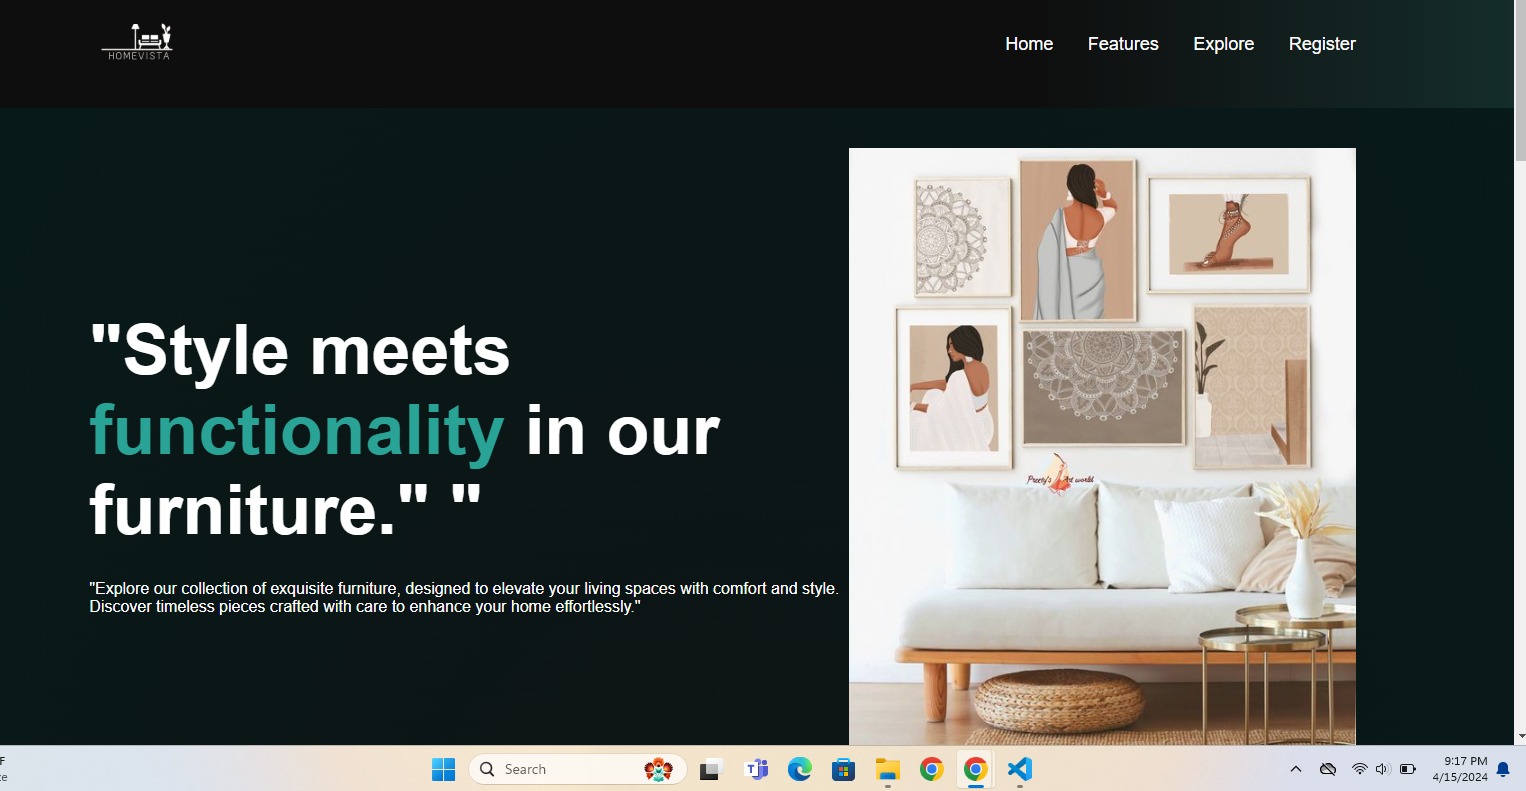 HOMEVISTA
Home Features Explore Register
"Style meets
functionality in our
furniture." "
"Explore our collection of exquisite furniture, designed to elevate your living spaces with comfort and style.
Discover timeless pieces crafted with care to enhance your home effortlessly."
Preety's Art world
Search
9:17 PM
4/15/2024